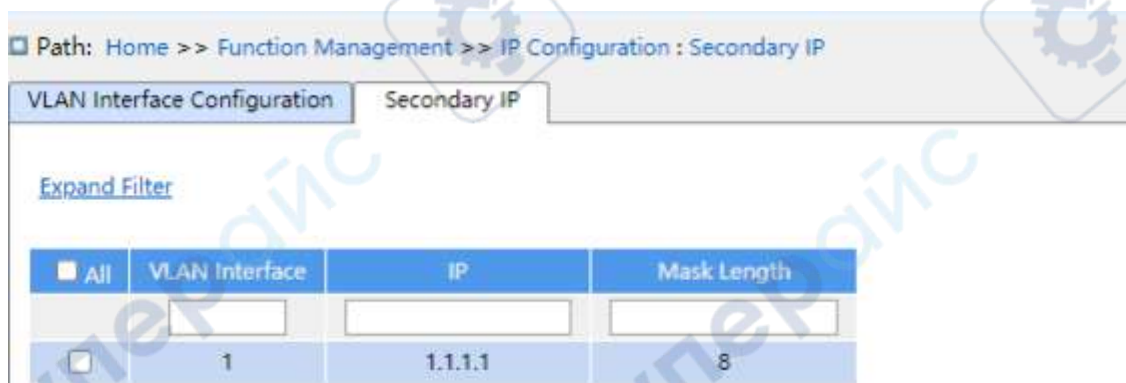 Path: Home >> Function Management >> IP Configuration : Secondary IP
VLAN Interface Configuration Secondary IP
Expand Filter
All VLAN Interface IP Mask Length
1 1.1.1.1 8